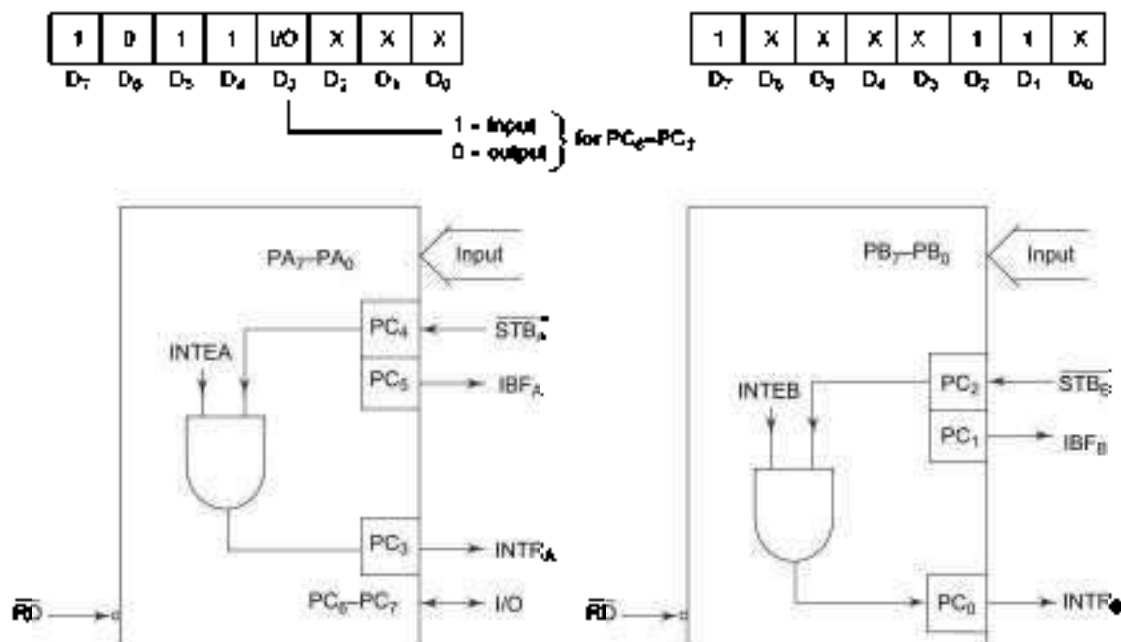 1 0 1 1 I/O X X X
D7 D6 D5 D4 D3 D2 D1 D0
1 - Input
0 - output
for PC6–PC7
1 X X X X 1 1 X
D7 D6 D5 D4 D3 D2 D1 D0
PA7–PA0
Input
PC4
STBA
INTEA
PC5
IBFA
PC3
INTRA
PC6–PC7
I/O
RD
PB7–PB0
Input
PC2
STBB
INTEB
PC1
IBFB
PC0
INTRB
RD